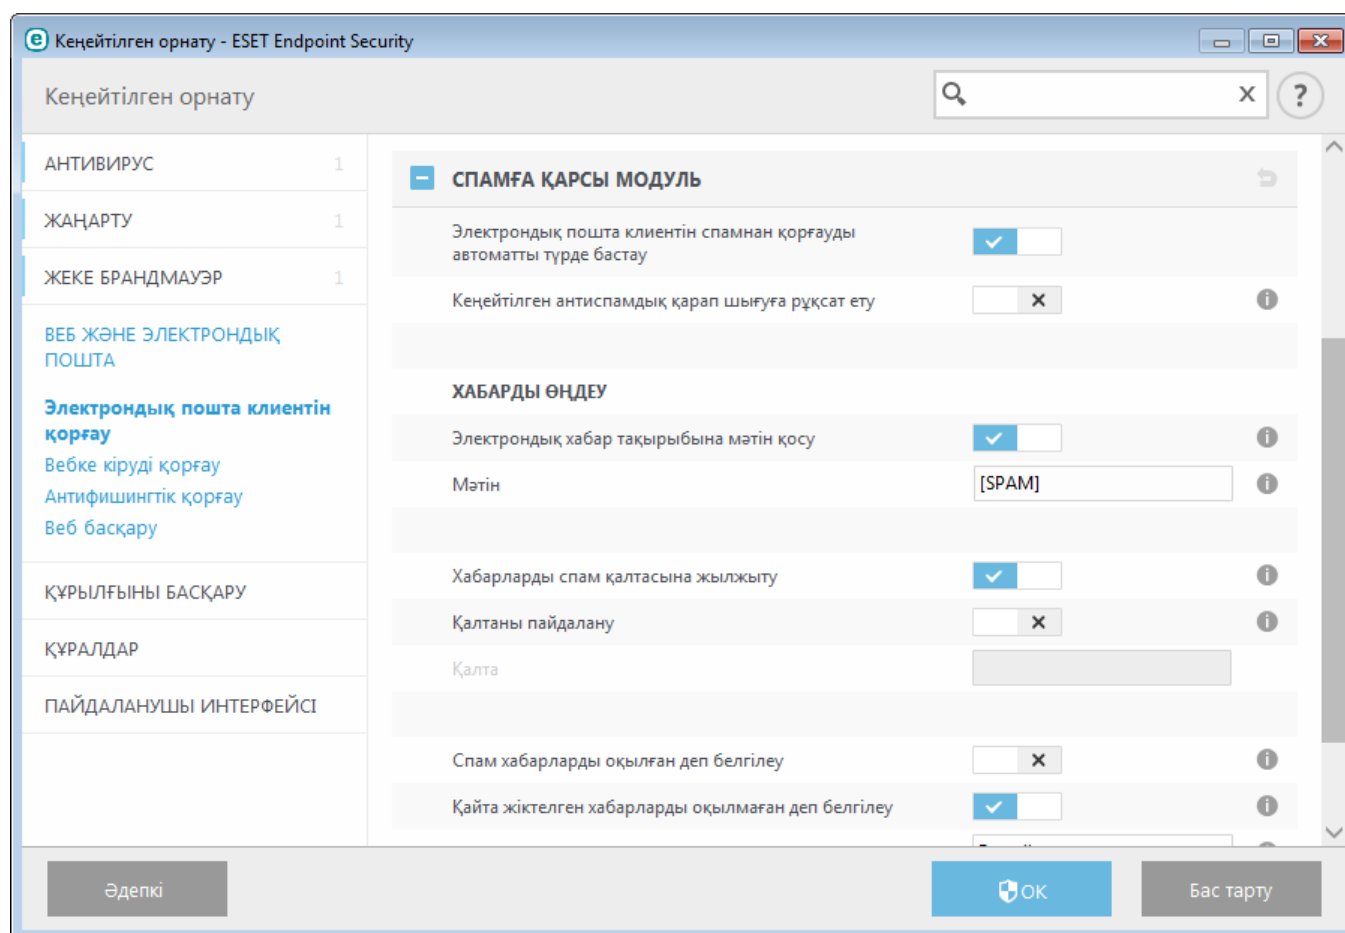 Кеңейтілген орнату - ESET Endpoint Security
Кеңейтілген орнату
АНТИВИРУС 1
ЖАҢАРТУ 1
ЖЕКЕ БРАНДМАУЭР 1
ВЕБ ЖӘНЕ ЭЛЕКТРОНДЫҚ
ПОШТА
Электрондық пошта клиентін
қорғау
Вебке кіруді қорғау
Антифишингтік қорғау
Веб басқару
ҚҰРЫЛҒЫНЫ БАСҚАРУ
ҚҰРАЛДАР
ПАЙДАЛАНУШЫ ИНТЕРФЕЙСІ
СПАМҒА ҚАРСЫ МОДУЛЬ
Электрондық пошта клиентін спамнан қорғауды
автоматты түрде бастау
Кеңейтілген антиспамдық қарап шығуға рұқсат ету
ХАБАРДЫ ӨҢДЕУ
Электрондық хабар тақырыбына мәтін қосу
Мәтін [SPAM]
Хабарларды спам қалтасына жылжыту
Қалтаны пайдалану
Қалта
Спам хабарларды оқылған деп белгілеу
Қайта жіктелген хабарларды оқылмаған деп белгілеу
Әдепкі
OK
Бас тарту